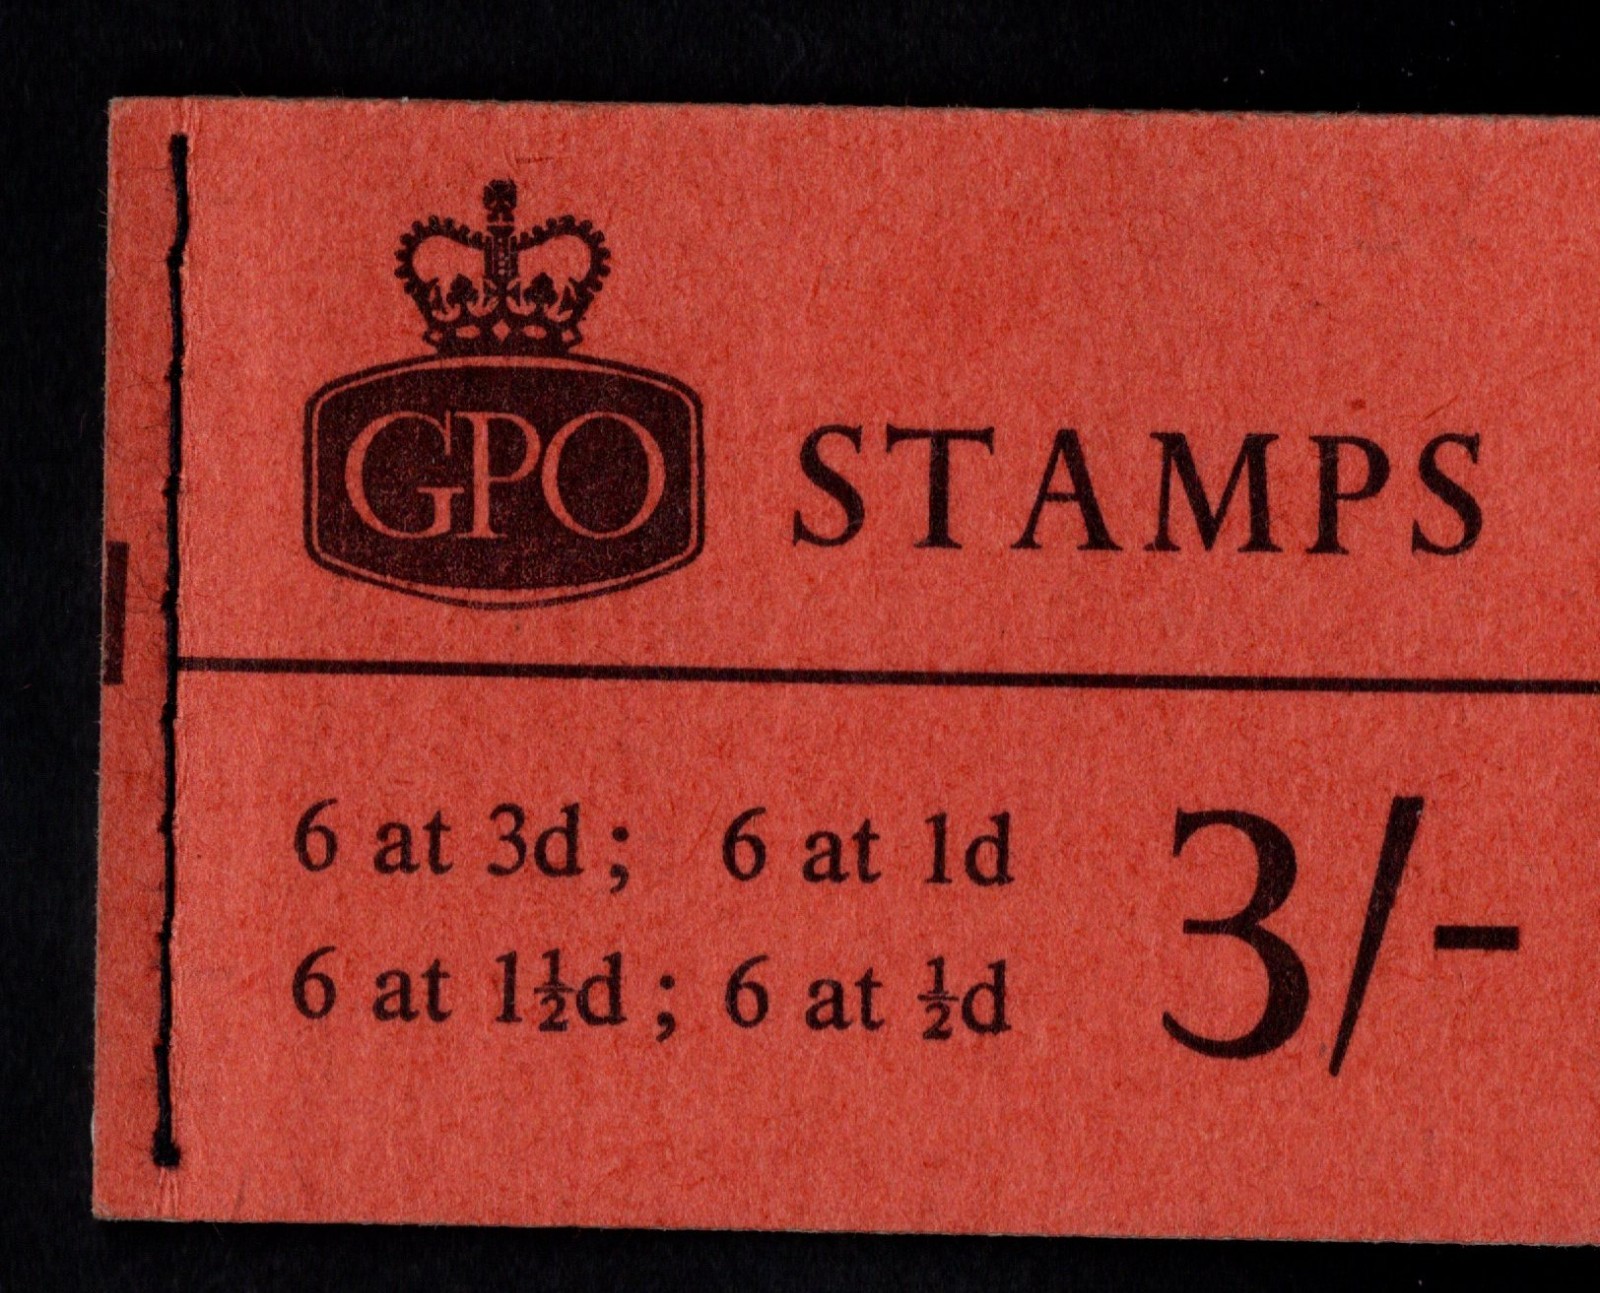 GPO STAMPS
6 at 3d; 6 at 1d
6 at 1½d; 6 at ½d
3/-